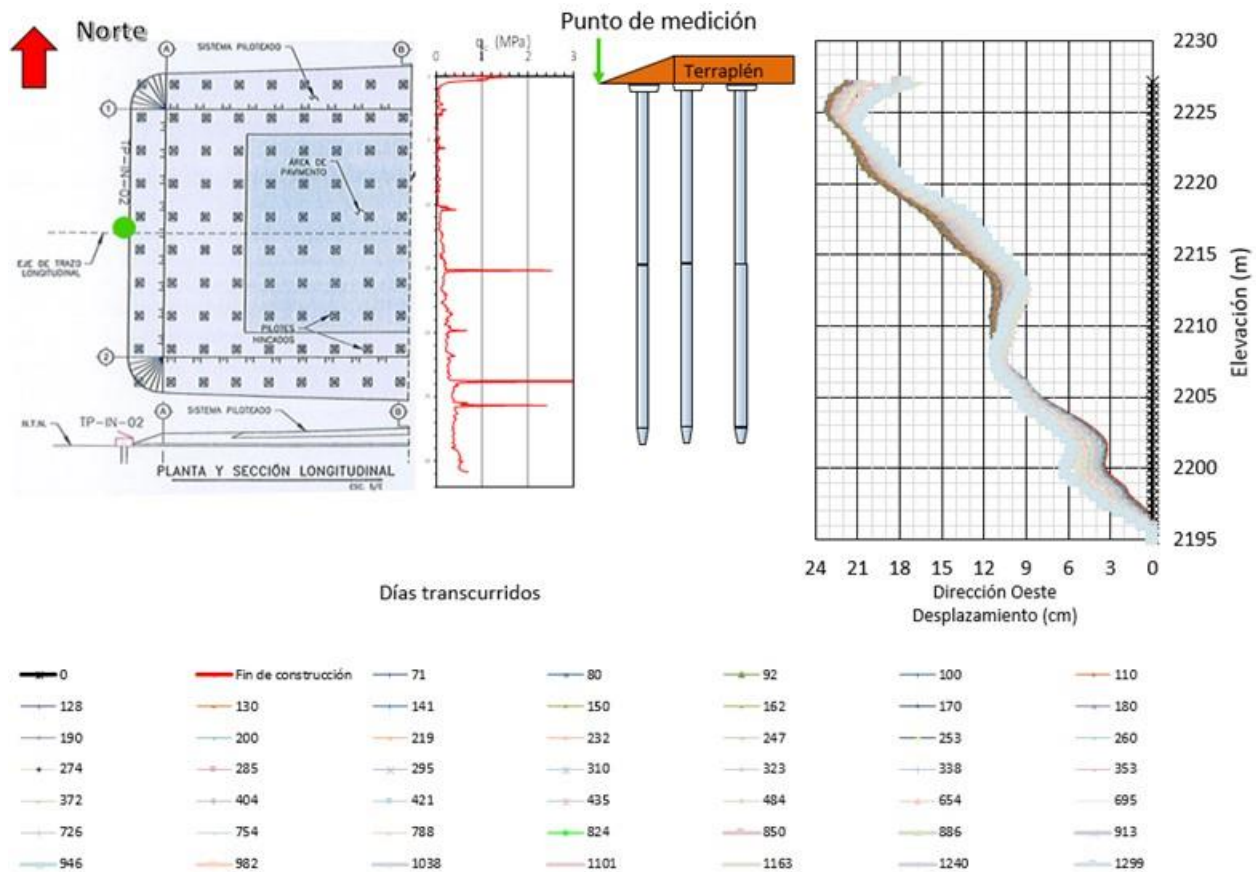 Norte
SISTEMA PILOTEADO
A
B
1
TP-IN-02
ÁREA DE
PAVIMENTO
EJE DE TRAZO
LONGITUDINAL
PILOTES
HINCADOS
2
A
B
SISTEMA PILOTEADO
N.T.N.
TP-IN-02
PLANTA Y SECCIÓN LONGITUDINAL
ESC. S/E
(MPa)
0 1 2 3
Punto de medición
Terraplén
2230
2225
2220
2215
2210
2205
2200
2195
Elevación (m)
24 21 18 15 12 9 6 3 0
Dirección Oeste
Desplazamiento (cm)
Días transcurridos
0 Fin de construcción 71 80 92 100 110
128 130 141 150 162 170 180
190 200 219 232 247 253 260
274 285 295 310 323 338 353
372 404 421 435 484 654 695
726 754 788 824 850 886 913
946 982 1038 1101 1163 1240 1299